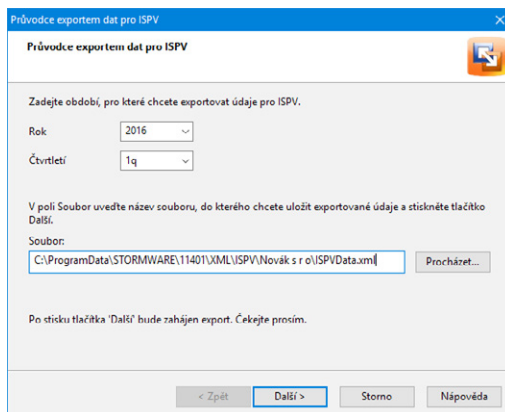 Průvodce exportem dat pro ISPV
Průvodce exportem dat pro ISPV
Zadejte období, pro které chcete exportovat údaje pro ISPV.
Rok 2016
Čtvrtletí 1q
V poli Soubor uveďte název souboru, do kterého chcete uložit exportované údaje a stiskněte tlačítko
Další.
Soubor:
C:\ProgramData\STORMWARE\11401\XML\ISPV\Novák s r o\ISPVData.xml Procházet...
Po stisku tlačítka 'Další' bude zahájen export. Čekejte prosím.
< Zpět Další > Storno Nápověda